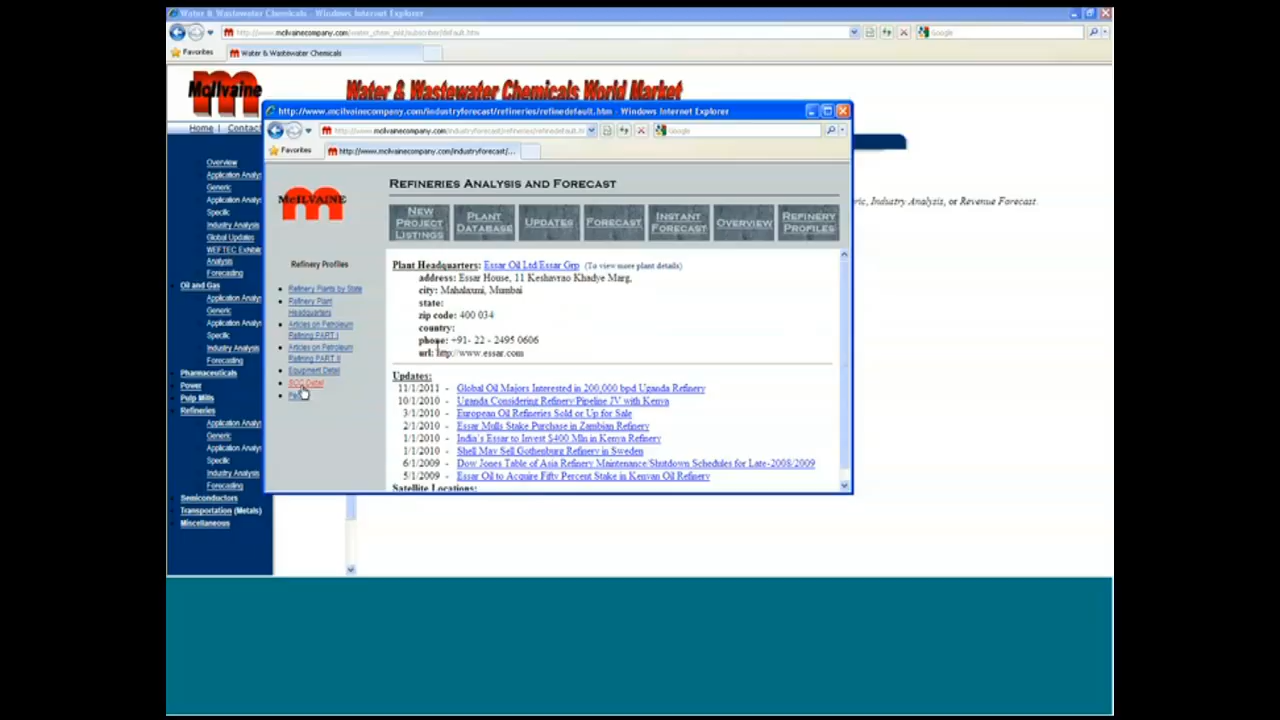 Water & Wastewater Chemicals - Windows Internet Explorer
Google
Favorites
Water & Wastewater Chemicals
McIlvaine
Water & Wastewater Chemicals World Market
Home | Contact
Overview
Application Analy
Generic
Application Analy
Specific
Industry Analysis
Global Updates
WEFTEC Exhibit
Analysis
Forecasting
Oil and Gas
Application Analy
Generic
Application Analy
Specific
Industry Analysis
Forecasting
Pharmaceuticals
Power
Pulp Mills
Refineries
Application Analy
Generic
Application Analy
Specific
Industry Analysis
Forecasting
Semiconductors
Transportation (Metals)
Miscellaneous
ric, Industry Analysis, or Revenue Forecast.
http://www.mcilvainecompany.com/industryforecast/refineries/refinedefault.htm - Windows Internet Explorer
Google
Favorites
http://www.mcilvainecompany.com/industryforecast/...
McIlvaine
Refineries Analysis and Forecast
New Project Listings
Plant Database
Updates
Forecast
Instant Forecast
Overview
Refinery Profiles
Refinery Profiles
Refinery Plants by State
Refinery Plant
Headquarters
Articles on Petroleum
Refining PART I
Articles on Petroleum
Refining PART II
Equipment Detail
Plant Headquarters: Essar Oil Ltd/Essar Grp (To view more plant details)
address: Essar House, 11 Keshavrao Khadye Marg,
city: Mahalaxmi, Mumbai
state:
zip code: 400 034
country:
phone: +91- 22 - 2495 0606
url: http://www.essar.com
Updates:
11/1/2011 - Global Oil Majors Interested in 200,000 bpd Uganda Refinery
10/1/2010 - Uganda Considering Refinery/Pipeline JV with Kenya
3/1/2010 - European Oil Refineries Sold or Up for Sale
2/1/2010 - Essar Mulls Stake Purchase in Zambian Refinery
1/1/2010 - India's Essar to Invest $400 Mln in Kenya Refinery
1/1/2010 - Shell May Sell Gothenburg Refinery in Sweden
6/1/2009 - Dow Jones Table of Asia Refinery Maintenance/Shutdown Schedules for Late-2008/2009
5/1/2009 - Essar Oil to Acquire Fifty Percent Stake in Kenyan Oil Refinery
Satellite Locations: